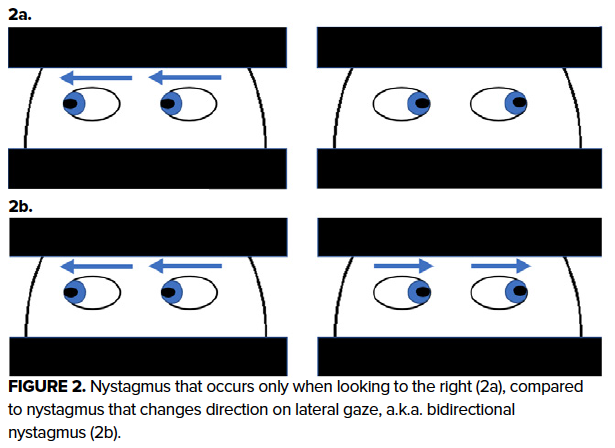 2a.
2b.
FIGURE 2. Nystagmus that occurs only when looking to the right (2a), compared
to nystagmus that changes direction on lateral gaze, a.k.a. bidirectional
nystagmus (2b).